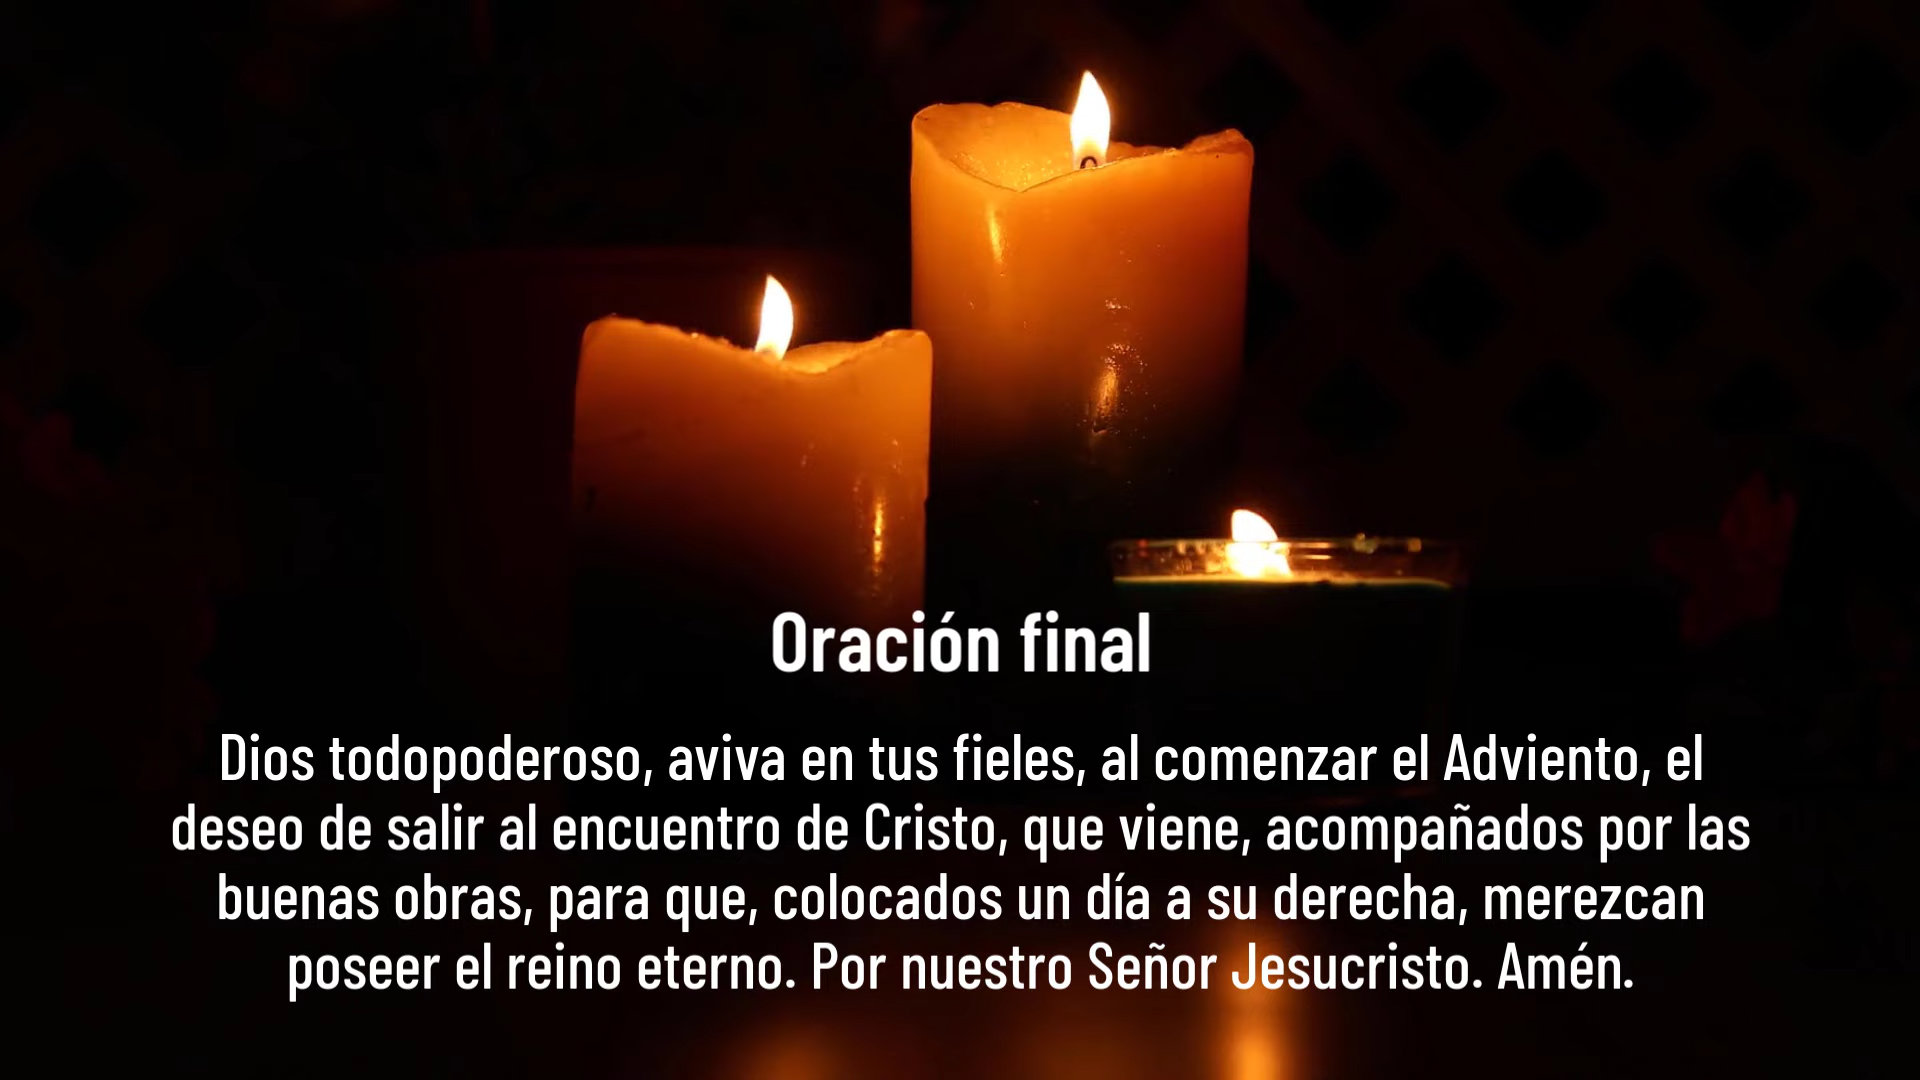 Oración final
Dios todopoderoso, aviva en tus fieles, al comenzar el Adviento, el
deseo de salir al encuentro de Cristo, que viene, acompañados por las
buenas obras, para que, colocados un día a su derecha, merezcan
poseer el reino eterno. Por nuestro Señor Jesucristo. Amén.